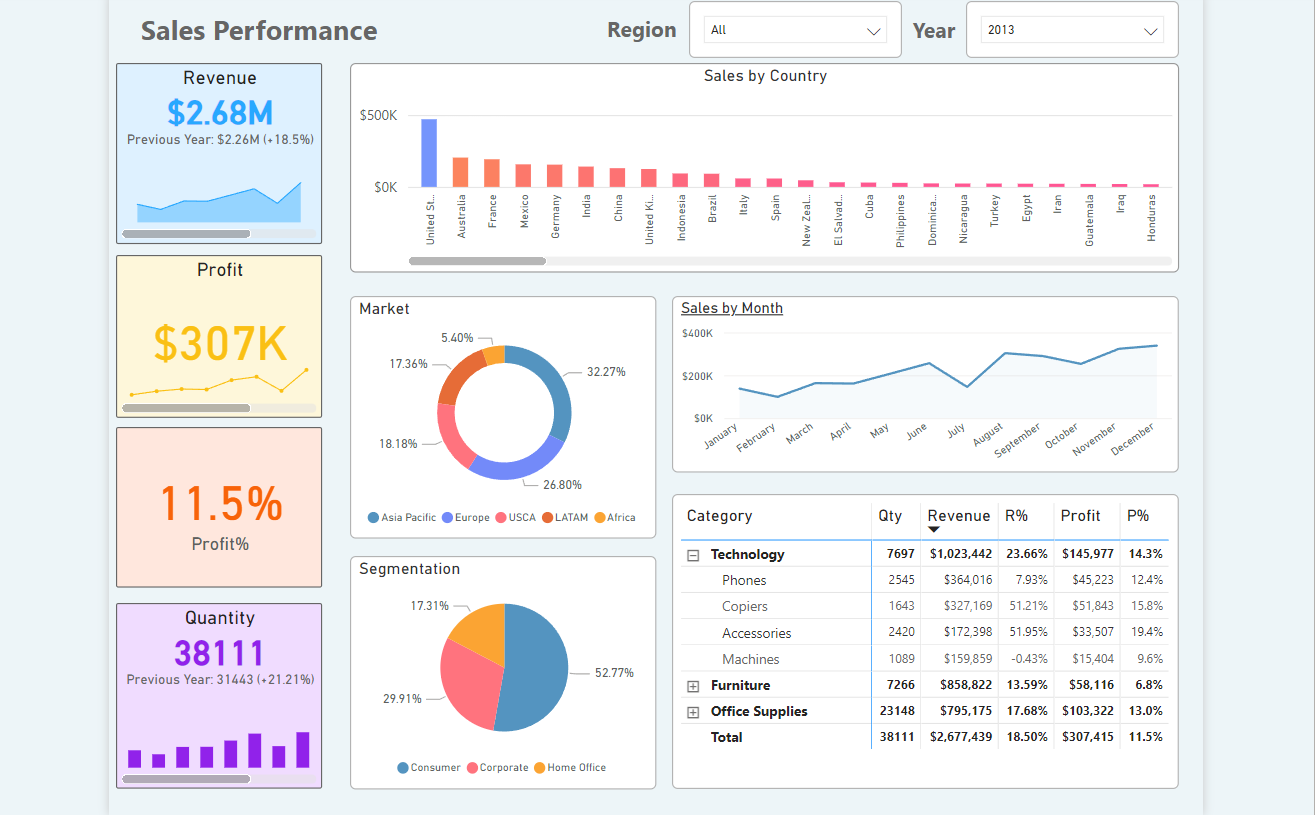 Sales Performance
Region
All
Year
2013
Revenue
$2.68M
Previous Year: $2.26M (+18.5%)
Profit
$307K
11.5%
Profit%
Quantity
38111
Previous Year: 31443 (+21.21%)
Sales by Country
$500K
$0K
United St...
Australia
France
Mexico
Germany
India
China
United Ki...
Indonesia
Brazil
Italy
Spain
New Zeal...
El Salvad...
Cuba
Philippines
Dominica...
Nicaragua
Turkey
Egypt
Iran
Guatemala
Iraq
Honduras
Market
5.40%
17.36%
32.27%
18.18%
26.80%
Asia Pacific Europe USCA LATAM Africa
Segmentation
17.31%
52.77%
29.91%
Consumer Corporate Home Office
Sales by Month
$400K
$200K
$0K
January
February
March
April
May
June
July
August
September
October
November
December
Category Qty Revenue R% Profit P%
Technology 7697 $1,023,442 23.66% $145,977 14.3%
Phones 2545 $364,016 7.93% $45,223 12.4%
Copiers 1643 $327,169 51.21% $51,843 15.8%
Accessories 2420 $172,398 51.95% $33,507 19.4%
Machines 1089 $159,859 -0.43% $15,404 9.6%
Furniture 7266 $858,822 13.59% $58,116 6.8%
Office Supplies 23148 $795,175 17.68% $103,322 13.0%
Total 38111 $2,677,439 18.50% $307,415 11.5%